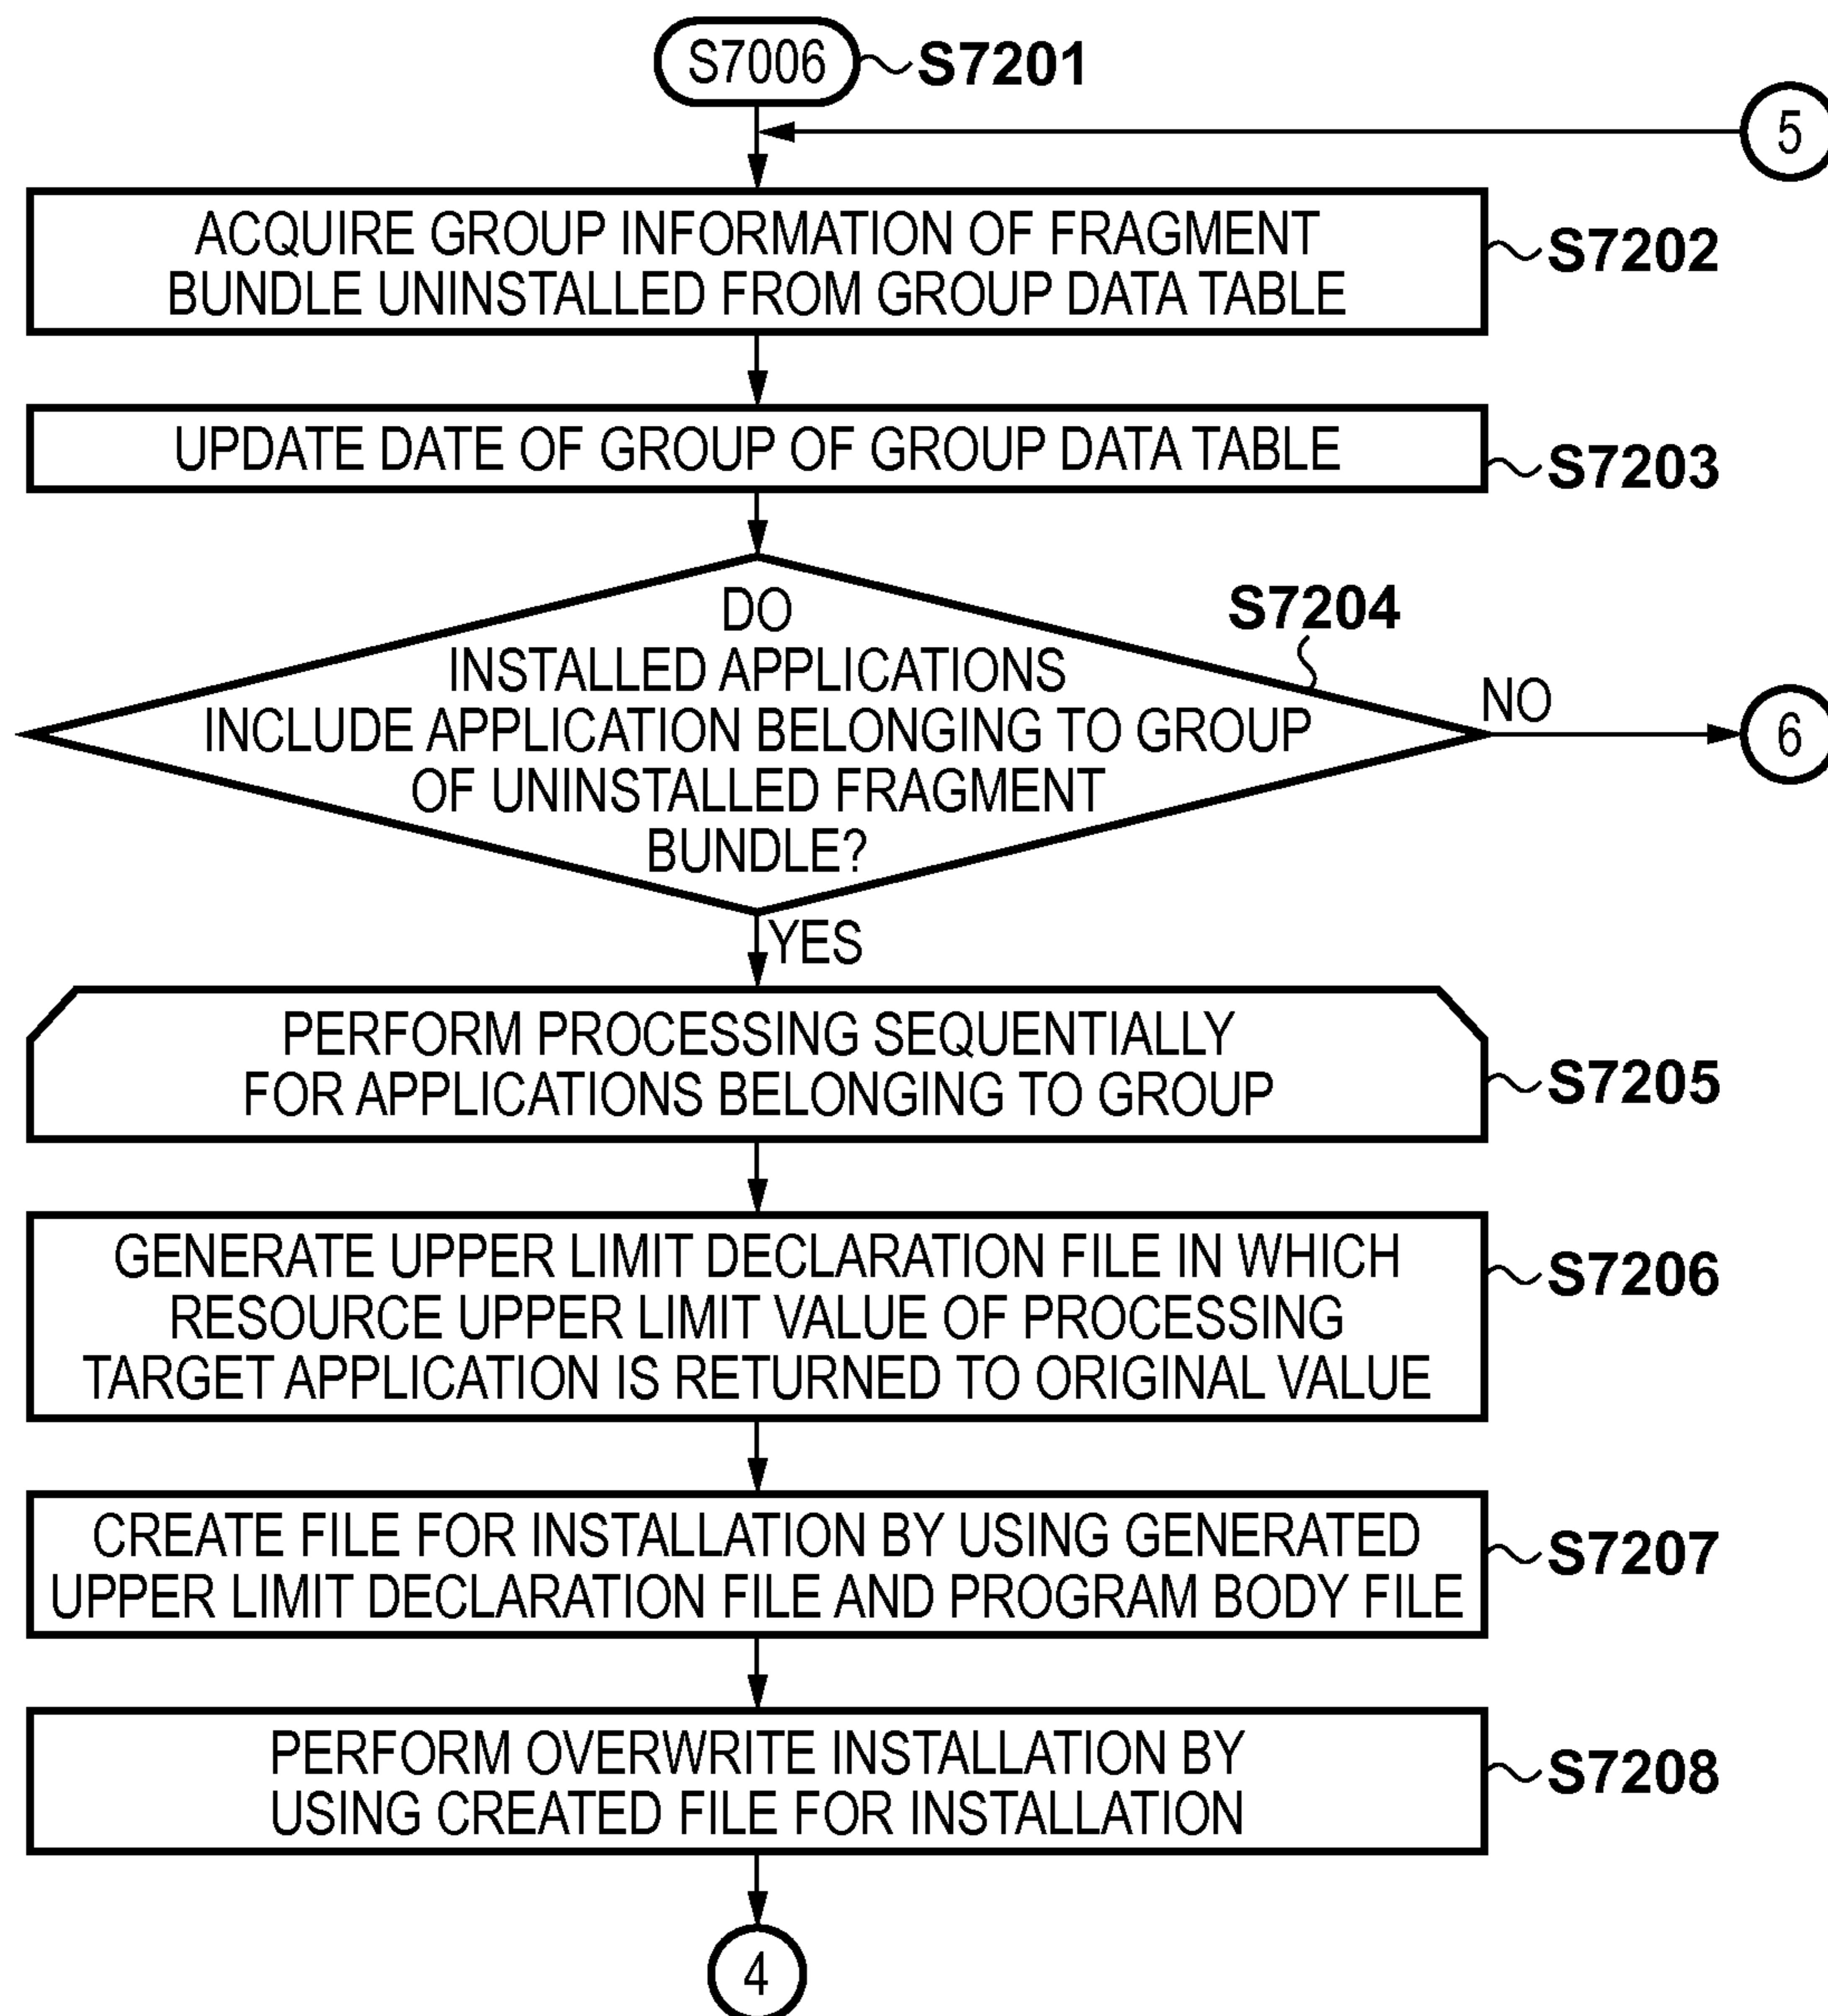 S7006
S7201
5
ACQUIRE GROUP INFORMATION OF FRAGMENT
BUNDLE UNINSTALLED FROM GROUP DATA TABLE
S7202
UPDATE DATE OF GROUP OF GROUP DATA TABLE
S7203
DO
INSTALLED APPLICATIONS
INCLUDE APPLICATION BELONGING TO GROUP
OF UNINSTALLED FRAGMENT
BUNDLE?
S7204
NO
6
YES
PERFORM PROCESSING SEQUENTIALLY
FOR APPLICATIONS BELONGING TO GROUP
S7205
GENERATE UPPER LIMIT DECLARATION FILE IN WHICH
RESOURCE UPPER LIMIT VALUE OF PROCESSING
TARGET APPLICATION IS RETURNED TO ORIGINAL VALUE
S7206
CREATE FILE FOR INSTALLATION BY USING GENERATED
UPPER LIMIT DECLARATION FILE AND PROGRAM BODY FILE
S7207
PERFORM OVERWRITE INSTALLATION BY
USING CREATED FILE FOR INSTALLATION
S7208
4